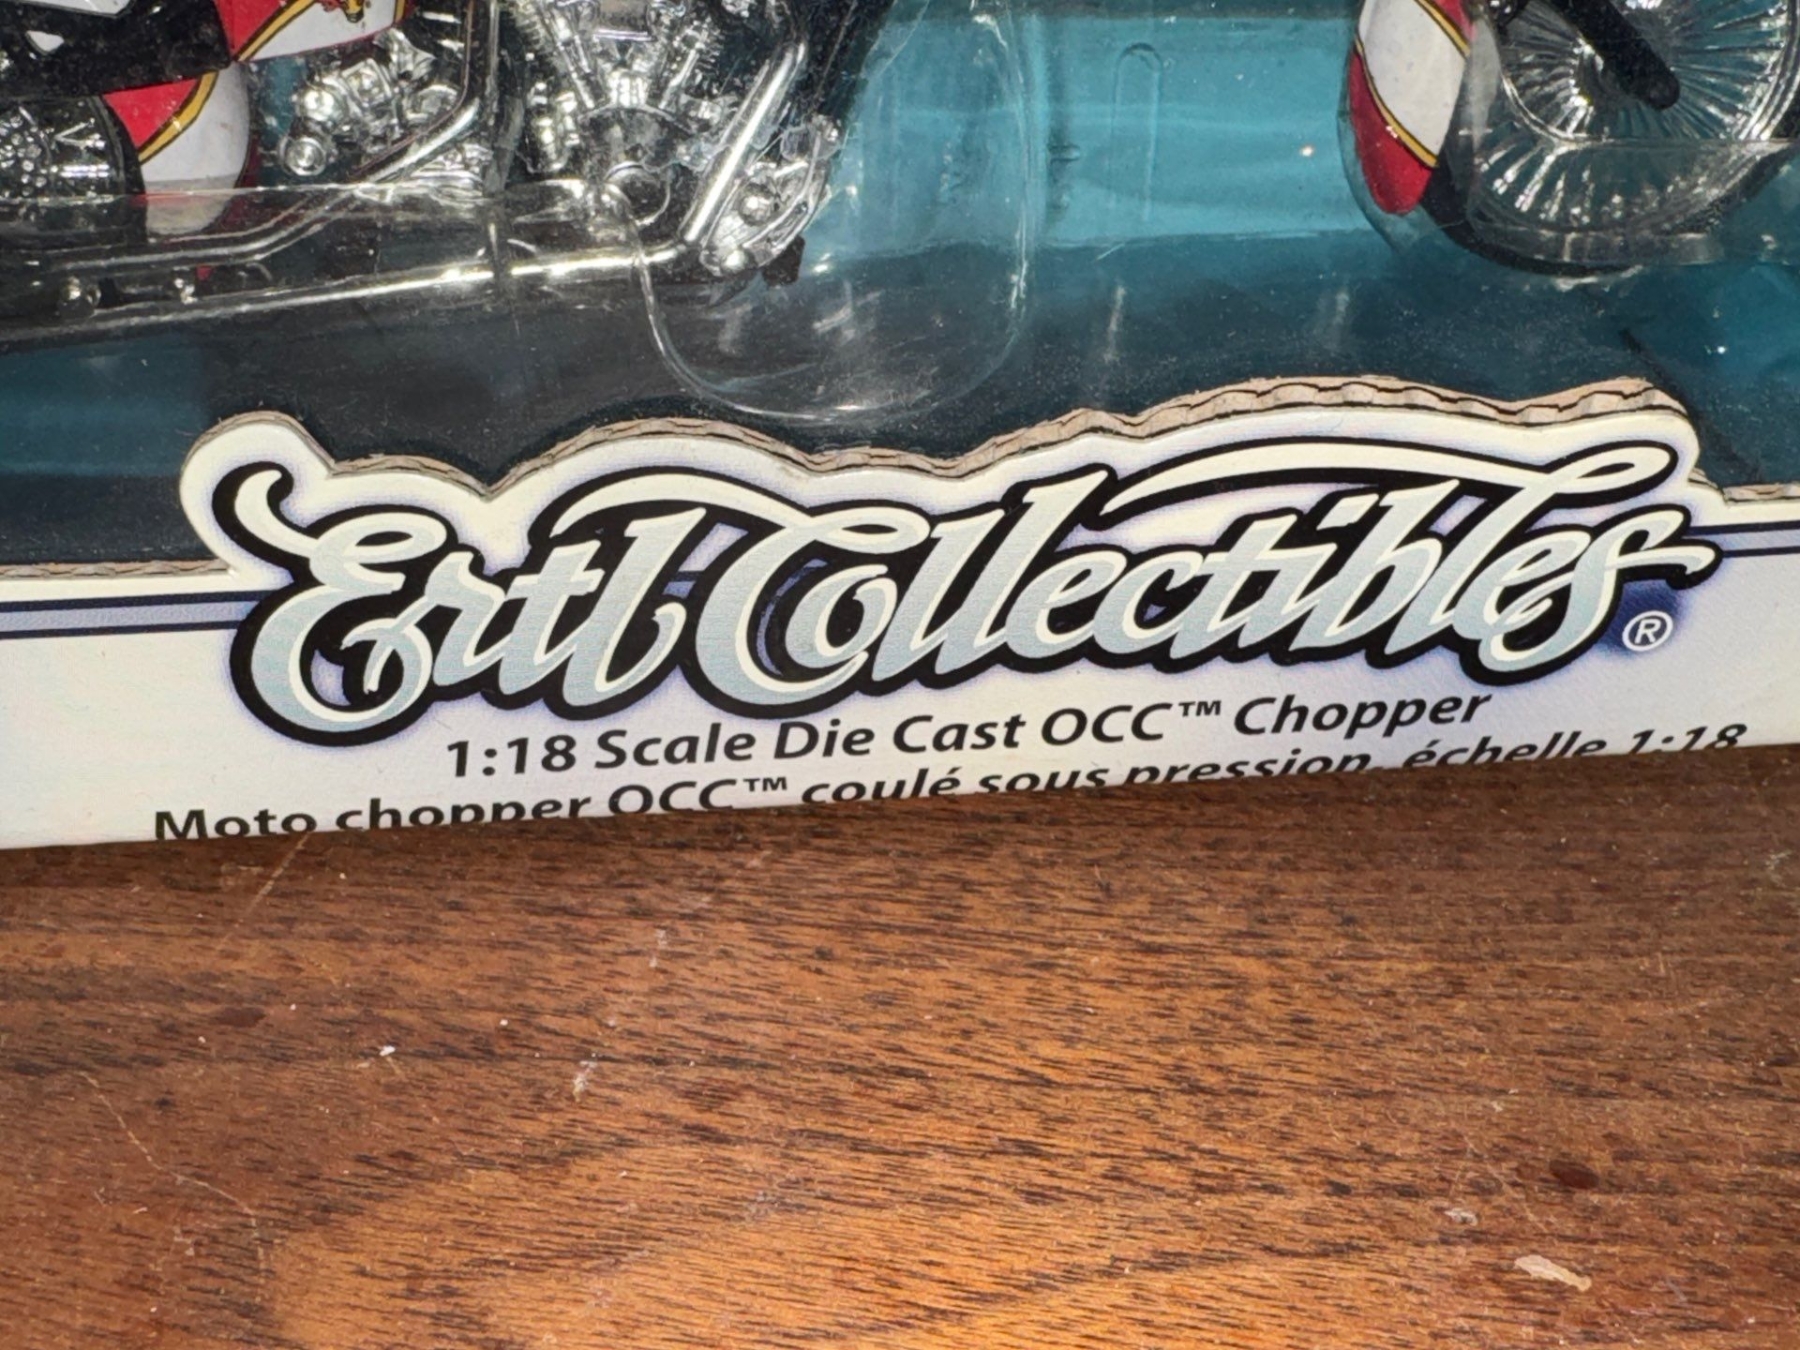 Ertl Collectibles®
1:18 Scale Die Cast OCC™ Chopper
Moto chopper OCC™ coulé sous pression, échelle 1:18